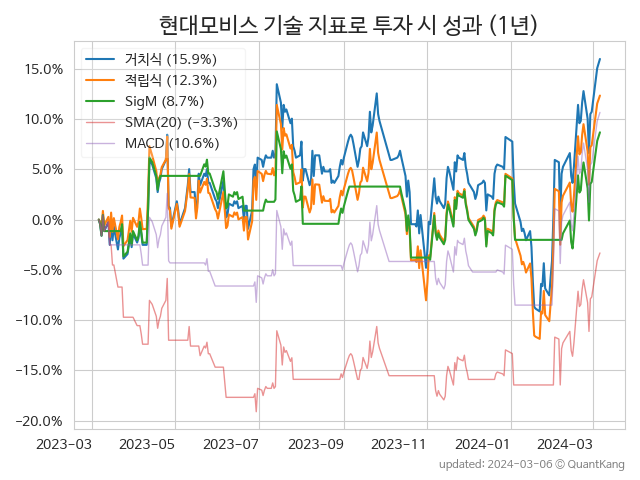 현대모비스 기술 지표로 투자 시 성과 (1년)
거치식 (15.9%)
적립식 (12.3%)
SigM (8.7%)
SMA(20) (−3.3%)
MACD (10.6%)
15.0%
10.0%
5.0%
0.0%
−5.0%
−10.0%
−15.0%
−20.0%
2023-03 2023-05 2023-07 2023-09 2023-11 2024-01 2024-03
updated: 2024-03-06 ⓒ QuantKang